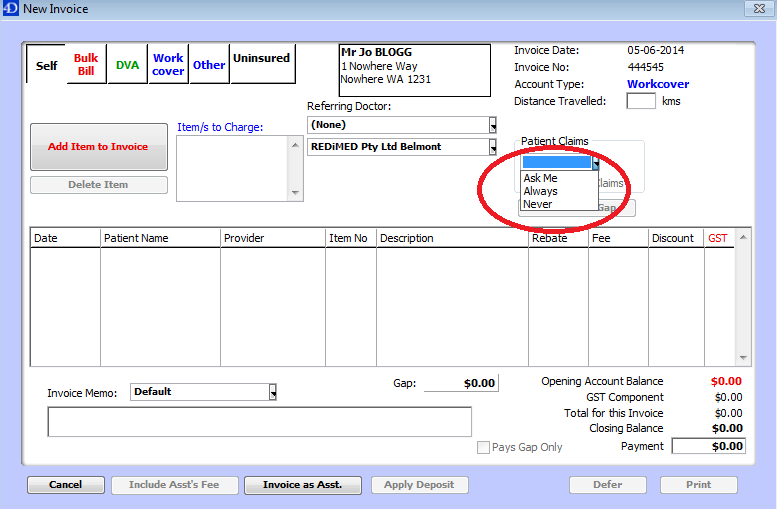 New Invoice
Self
Bulk
Bill
DVA
Work
cover
Other
Uninsured
Mr Jo BLOGG
1 Nowhere Way
Nowhere WA 1231
Invoice Date: 05-06-2014
Invoice No: 444545
Account Type: Workcover
Distance Travelled: kms
Referring Doctor:
(None)
REDiMED Pty Ltd Belmont
Add Item to Invoice
Delete Item
Item/s to Charge:
Patient Claims
Ask Me
Always
Never
Claims
Gap
Date Patient Name Provider Item No Description Rebate Fee Discount GST
Invoice Memo: Default
Gap: $0.00
Opening Account Balance $0.00
GST Component $0.00
Total for this Invoice $0.00
Closing Balance $0.00
Pays Gap Only
Payment $0.00
Cancel
Include Asst's Fee
Invoice as Asst.
Apply Deposit
Defer
Print